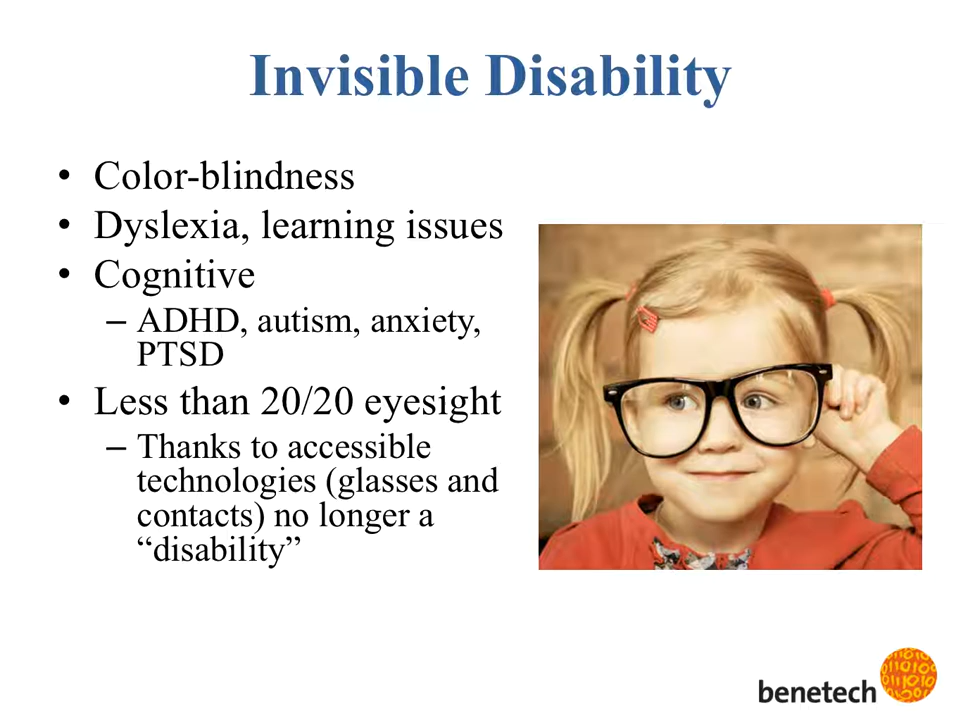 Invisible Disability
• Color-blindness
• Dyslexia, learning issues
• Cognitive
– ADHD, autism, anxiety,
PTSD
• Less than 20/20 eyesight
– Thanks to accessible
technologies (glasses and
contacts) no longer a
“disability”
benetech